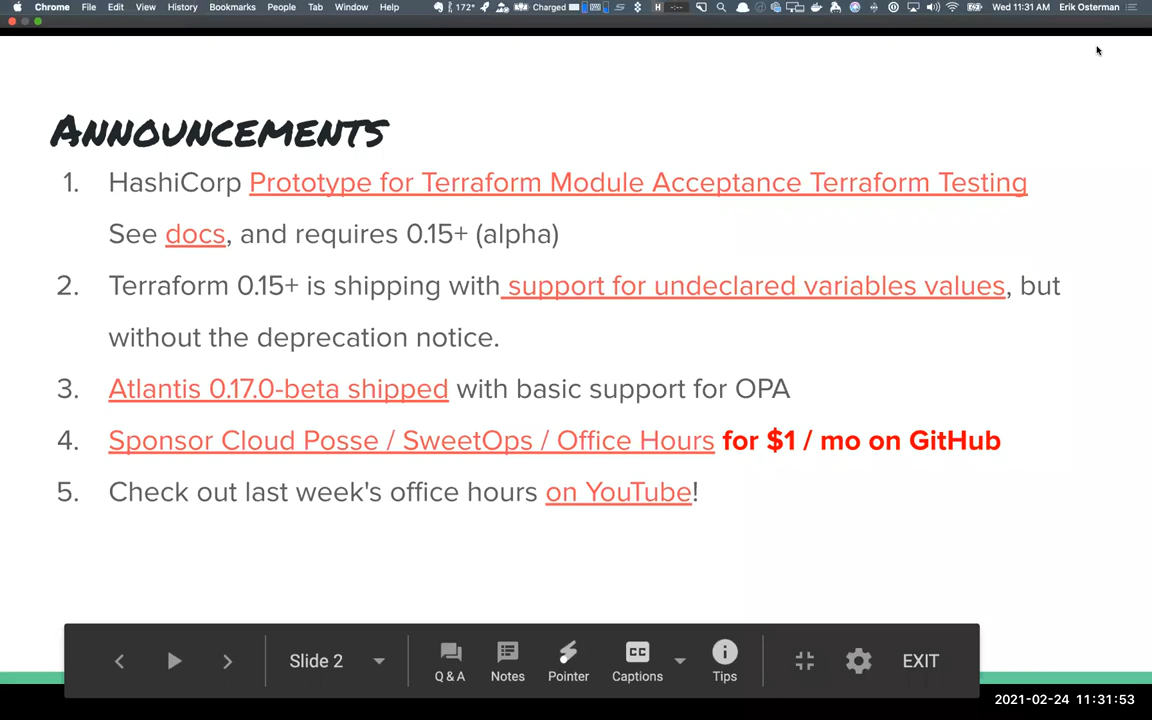 Chrome File Edit View History Bookmarks People Tab Window Help 172° Charged H -:-- Wed 11:31 AM Erik Osterman
ANNOUNCEMENTS
1. HashiCorp Prototype for Terraform Module Acceptance Terraform Testing
See docs, and requires 0.15+ (alpha)
2. Terraform 0.15+ is shipping with support for undeclared variables values, but
without the deprecation notice.
3. Atlantis 0.17.0-beta shipped with basic support for OPA
4. Sponsor Cloud Posse / SweetOps / Office Hours for $1 / mo on GitHub
5. Check out last week's office hours on YouTube!
Slide 2 Q & A Notes Pointer CC Captions Tips EXIT
2021-02-24 11:31:53